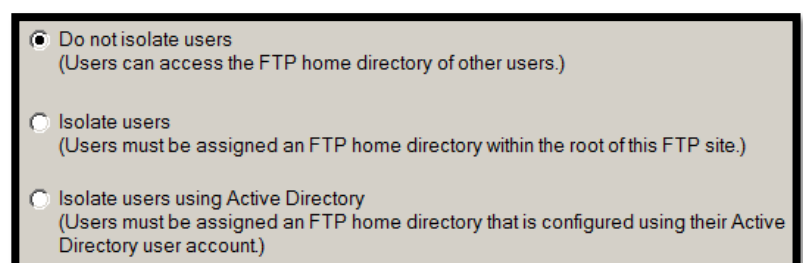 Do not isolate users
(Users can access the FTP home directory of other users.)
Isolate users
(Users must be assigned an FTP home directory within the root of this FTP site.)
Isolate users using Active Directory
(Users must be assigned an FTP home directory that is configured using their Active
Directory user account.)